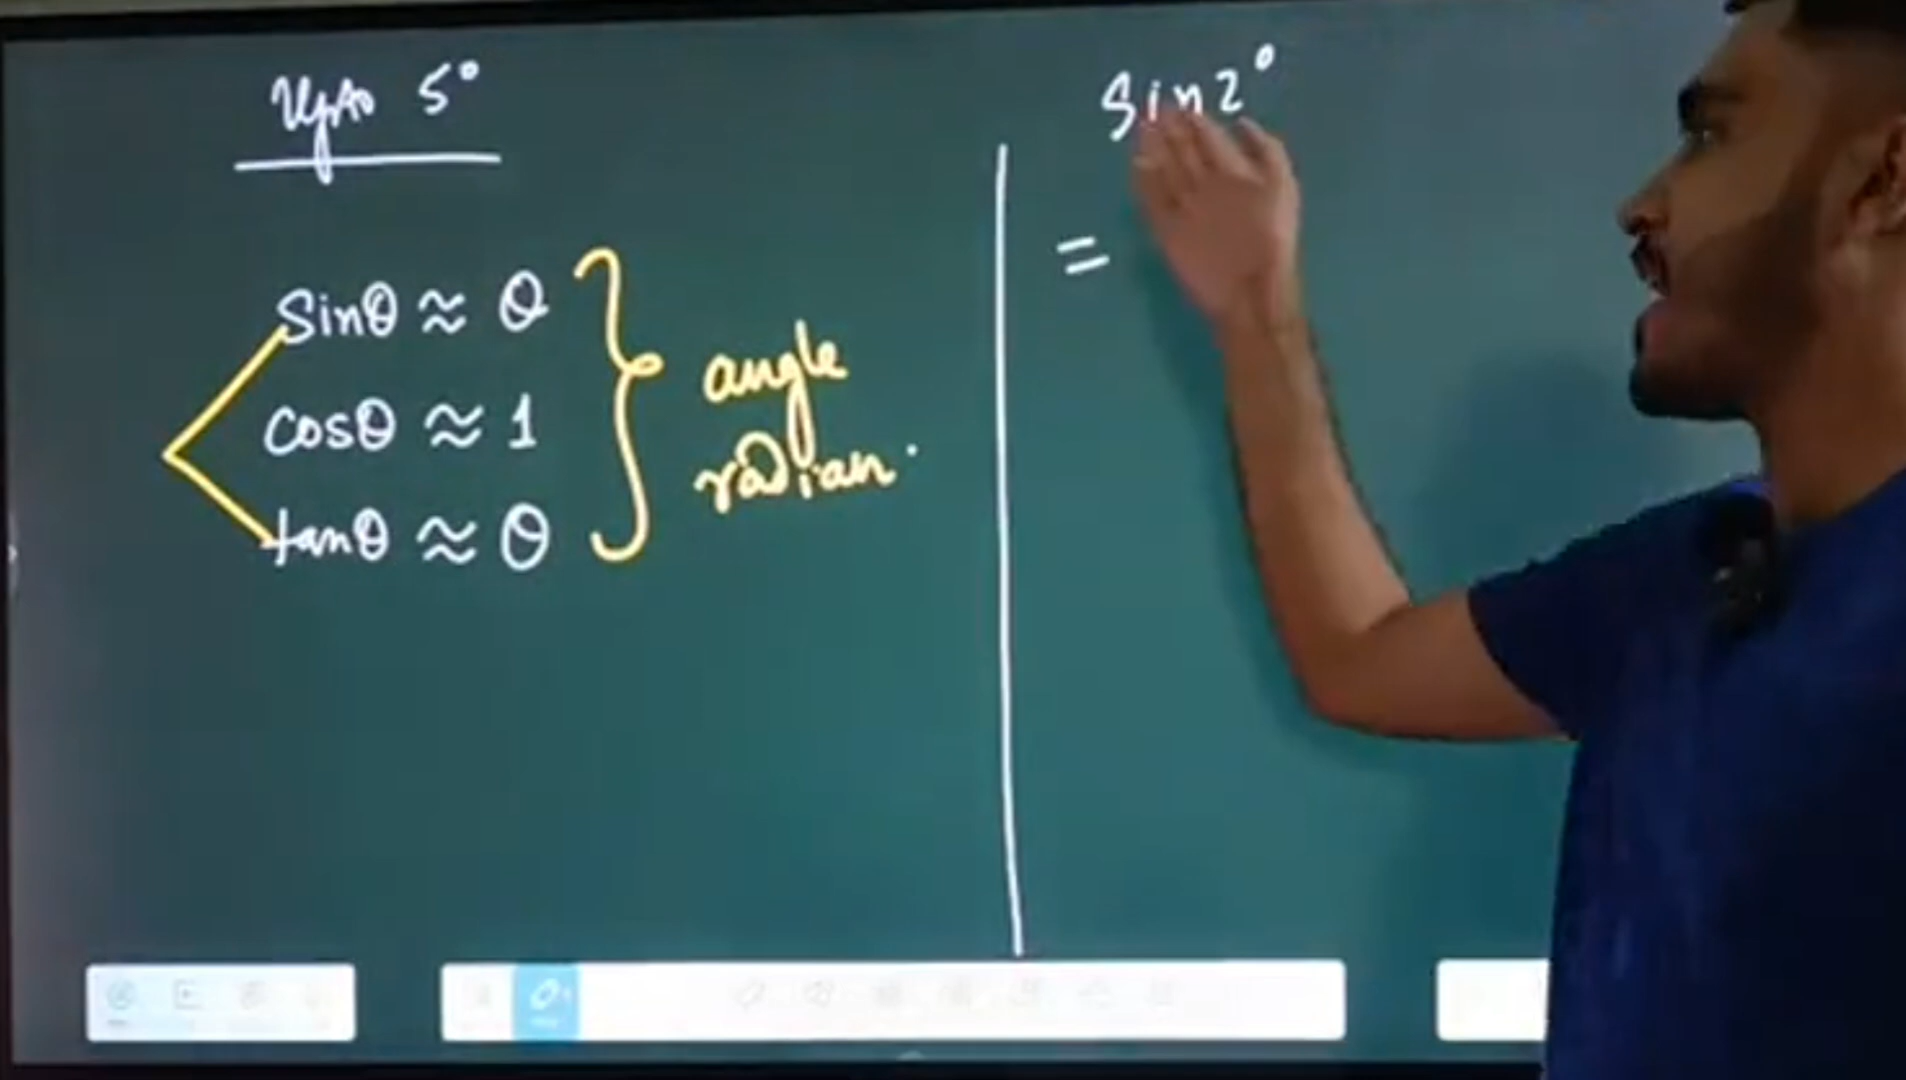 Upto 5°
sinθ ≈ θ
cosθ ≈ 1
tanθ ≈ θ
angle
radian.
Sin2°
=